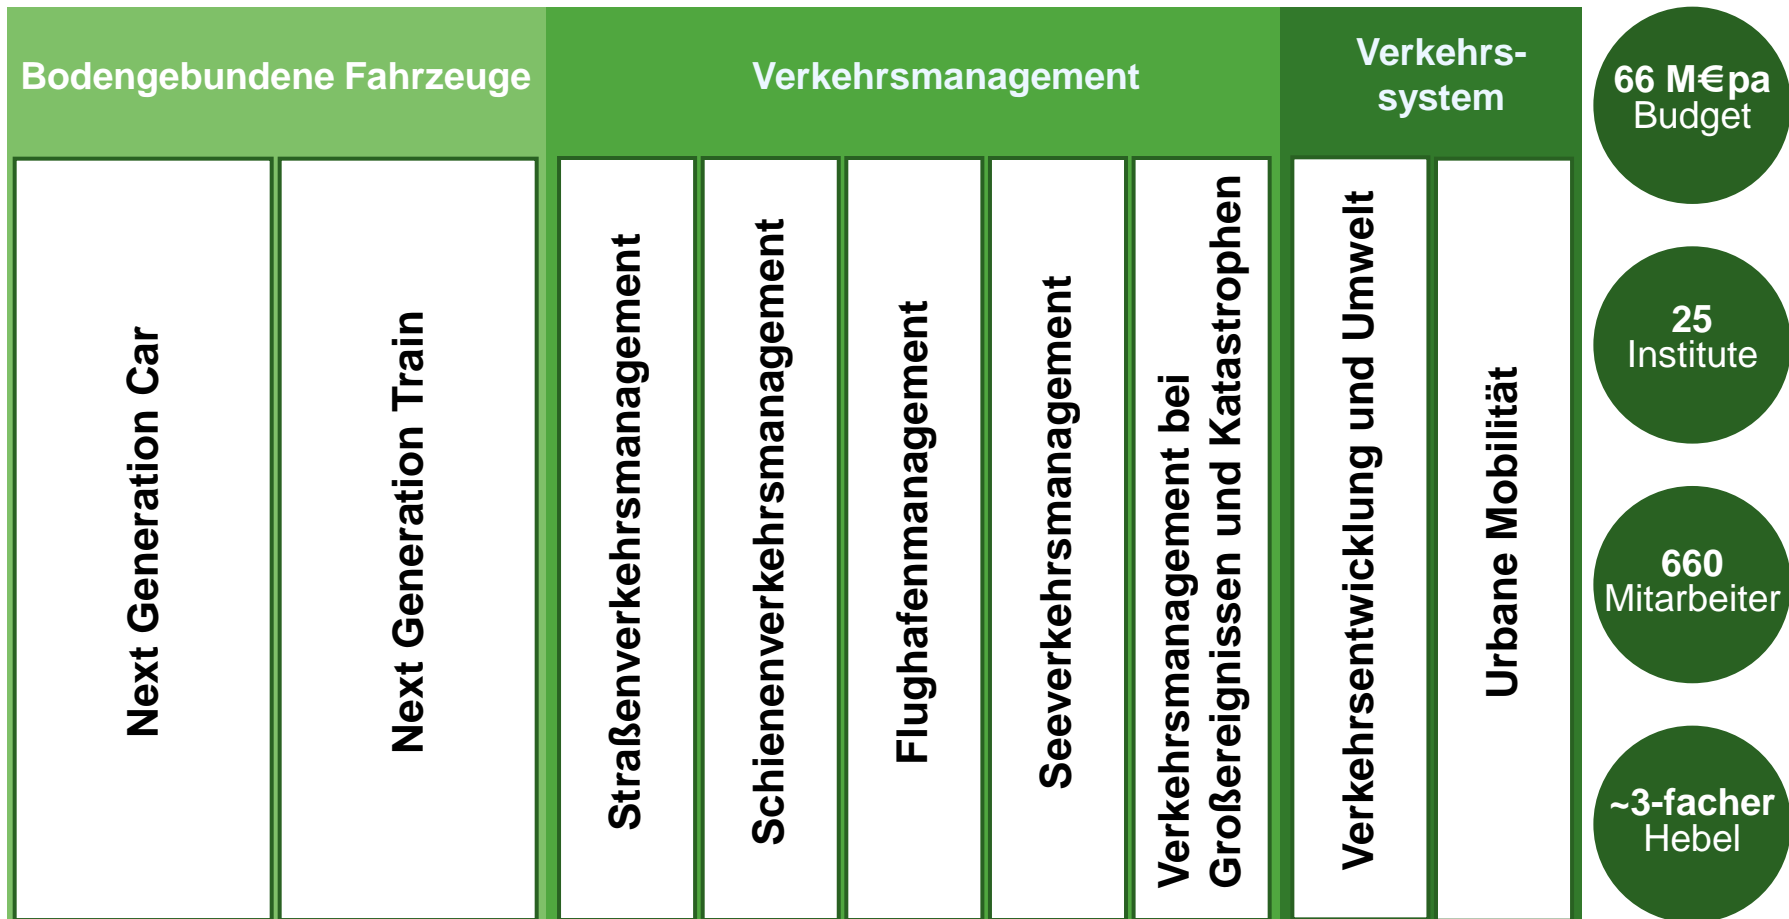 Bodengebundene Fahrzeuge
Verkehrsmanagement
Verkehrs-
system
Next Generation Car
Next Generation Train
Straßenverkehrsmanagement
Schienenverkehrsmanagement
Flughafenmanagement
Seeverkehrsmanagement
Verkehrsmanagement bei
Großereignissen und Katastrophen
Verkehrsentwicklung und Umwelt
Urbane Mobilität
66 M€pa
Budget
25
Institute
660
Mitarbeiter
~3-facher
Hebel